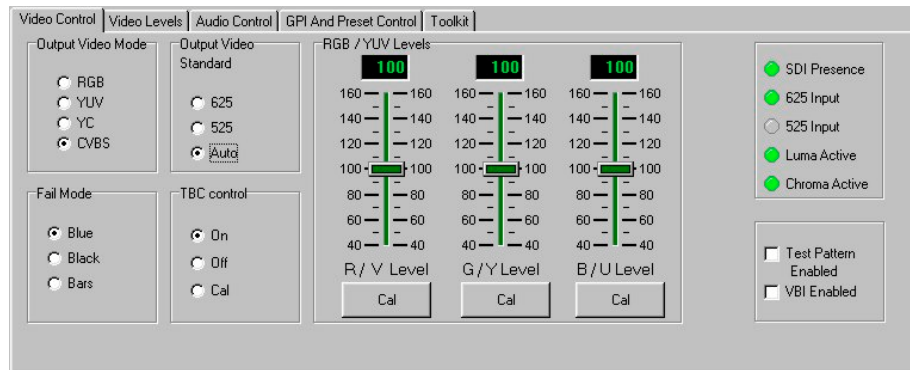 Video Control Video Levels Audio Control GPI And Preset Control Toolkit
Output Video Mode
RGB
YUV
YC
CVBS
Output Video
Standard
625
525
Auto
Fail Mode
Blue
Black
Bars
TBC control
On
Off
Cal
RGB / YUV Levels
100 100 100
160 160 160 160 160 160
140 140 140 140 140 140
120 120 120 120 120 120
100 100 100 100 100 100
80 80 80 80 80 80
60 60 60 60 60 60
40 40 40 40 40 40
R / V Level G / Y Level B / U Level
Cal Cal Cal
SDI Presence
625 Input
525 Input
Luma Active
Chroma Active
Test Pattern
Enabled
VBI Enabled